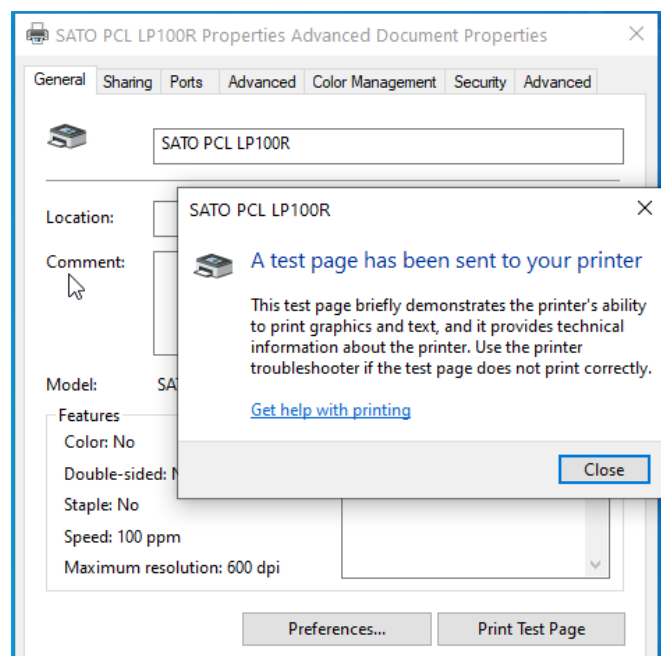 SATO PCL LP100R Properties Advanced Document Properties
General Sharing Ports Advanced Color Management Security Advanced
SATO PCL LP100R
Location:
SATO PCL LP100R
Comment:
A test page has been sent to your printer
This test page briefly demonstrates the printer's ability
to print graphics and text, and it provides technical
information about the printer. Use the printer
troubleshooter if the test page does not print correctly.
Get help with printing
Close
Model:
Features
Color: No
Double-sided:
Staple: No
Speed: 100 ppm
Maximum resolution: 600 dpi
Preferences... Print Test Page